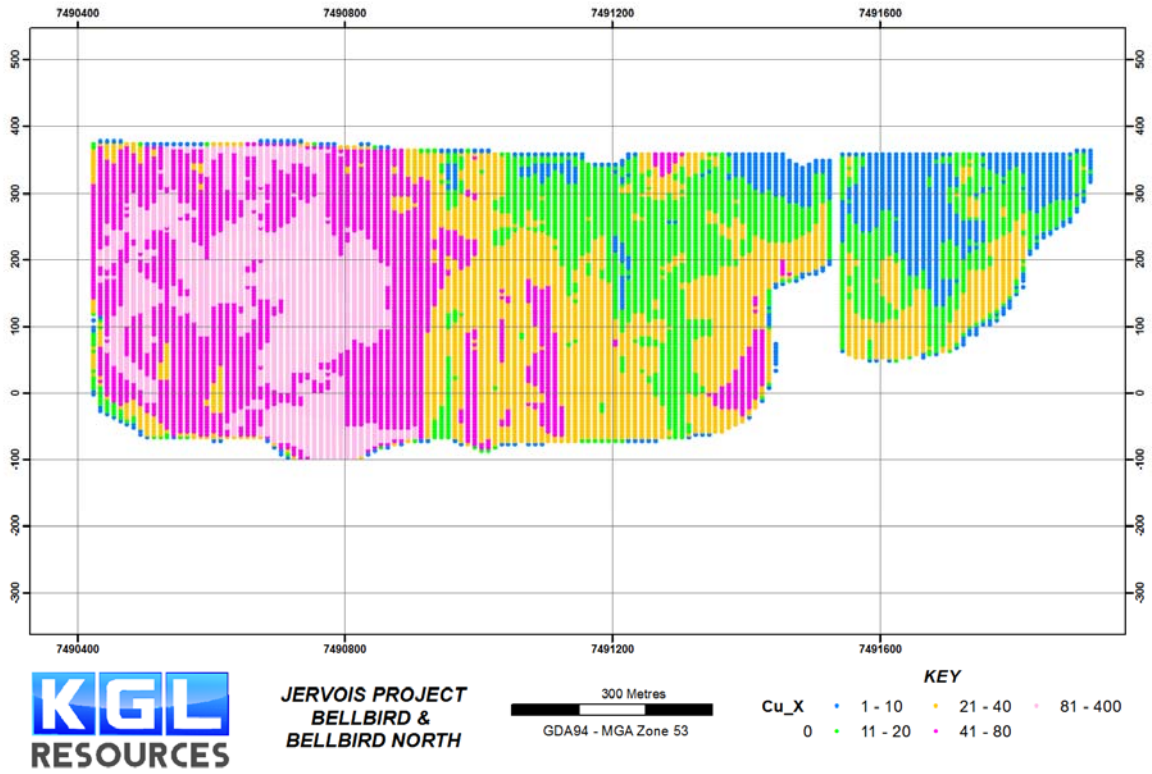 7490400 7490800 7491200 7491600
500 500
400 400
300 300
200 200
100 100
0 0
-100 -100
-200 -200
-300 -300
7490400 7490800 7491200 7491600
KGL
RESOURCES
JERVOIS PROJECT
BELLBIRD &
BELLBIRD NORTH
300 Metres
GDA94 - MGA Zone 53
KEY
Cu_X 1 - 10 21 - 40 81 - 400
0 11 - 20 41 - 80